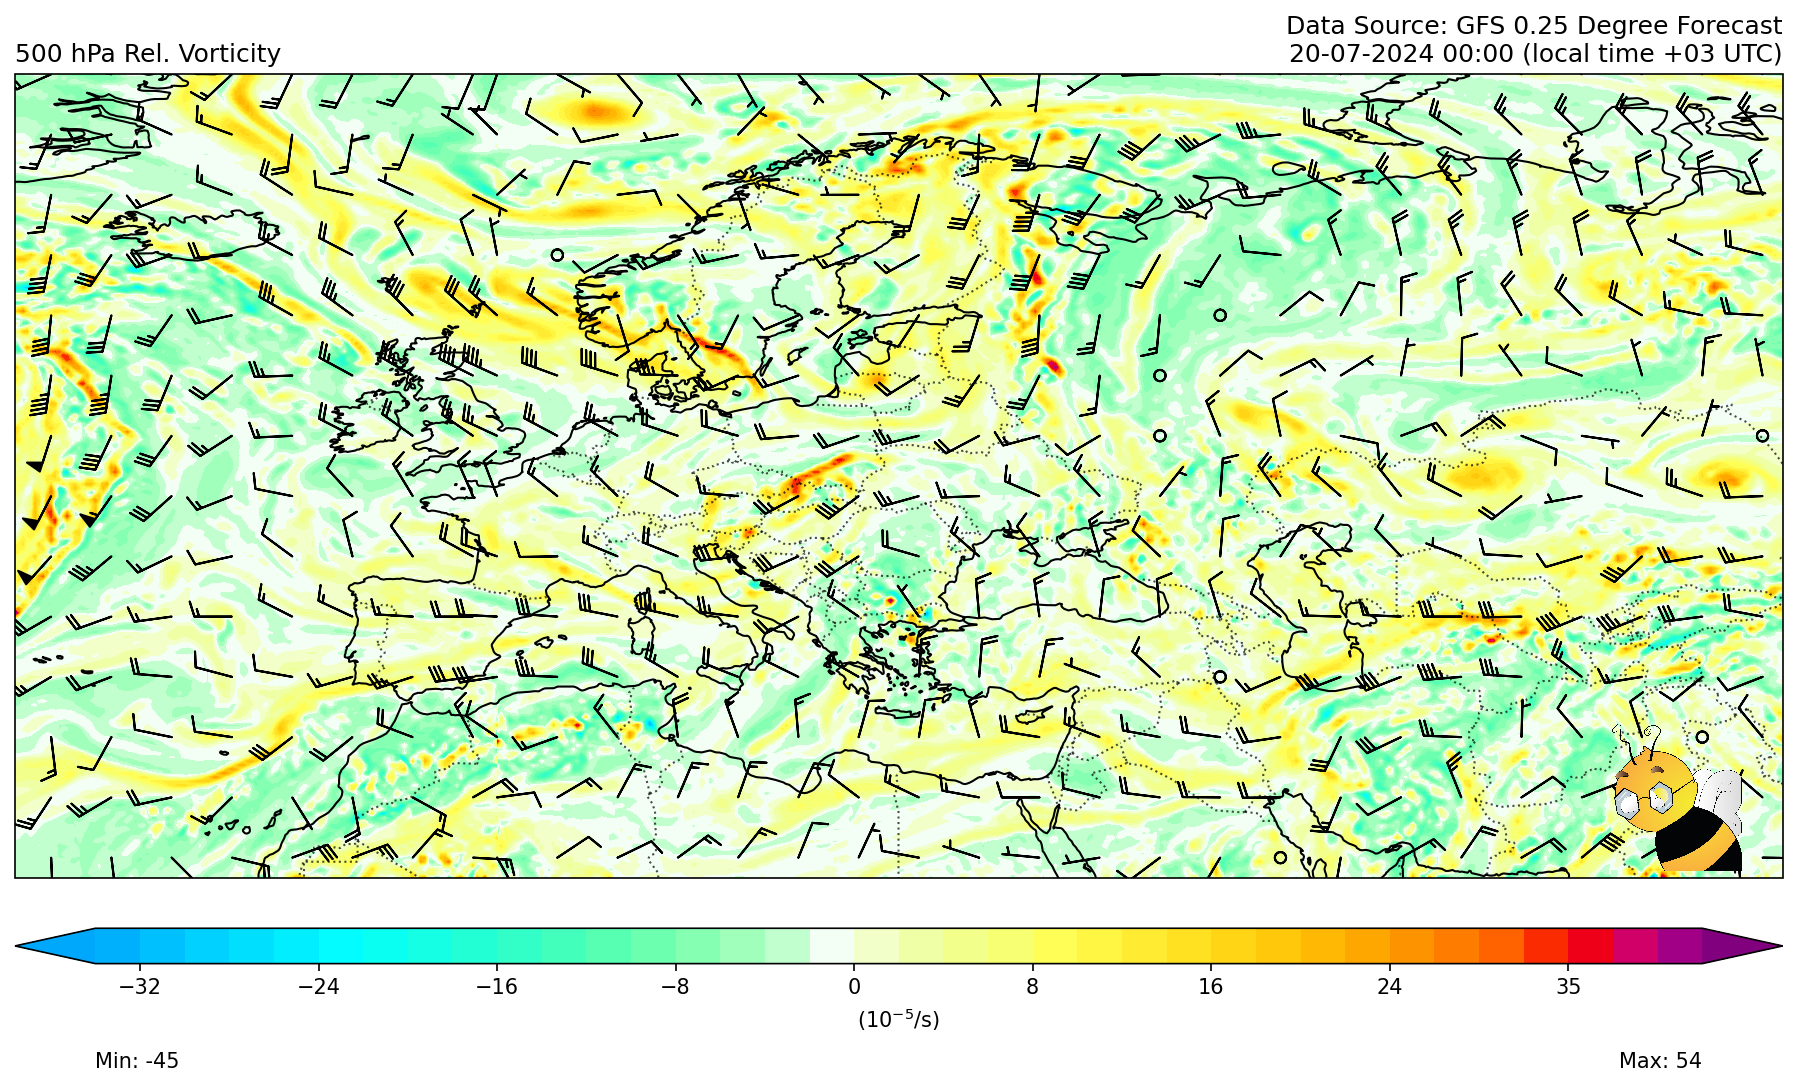 Data Source: GFS 0.25 Degree Forecast
500 hPa Rel. Vorticity
20-07-2024 00:00 (local time +03 UTC)
−32 −24 −16 −8 0 8 16 24 35
(10⁻⁵/s)
Min: -45
Max: 54